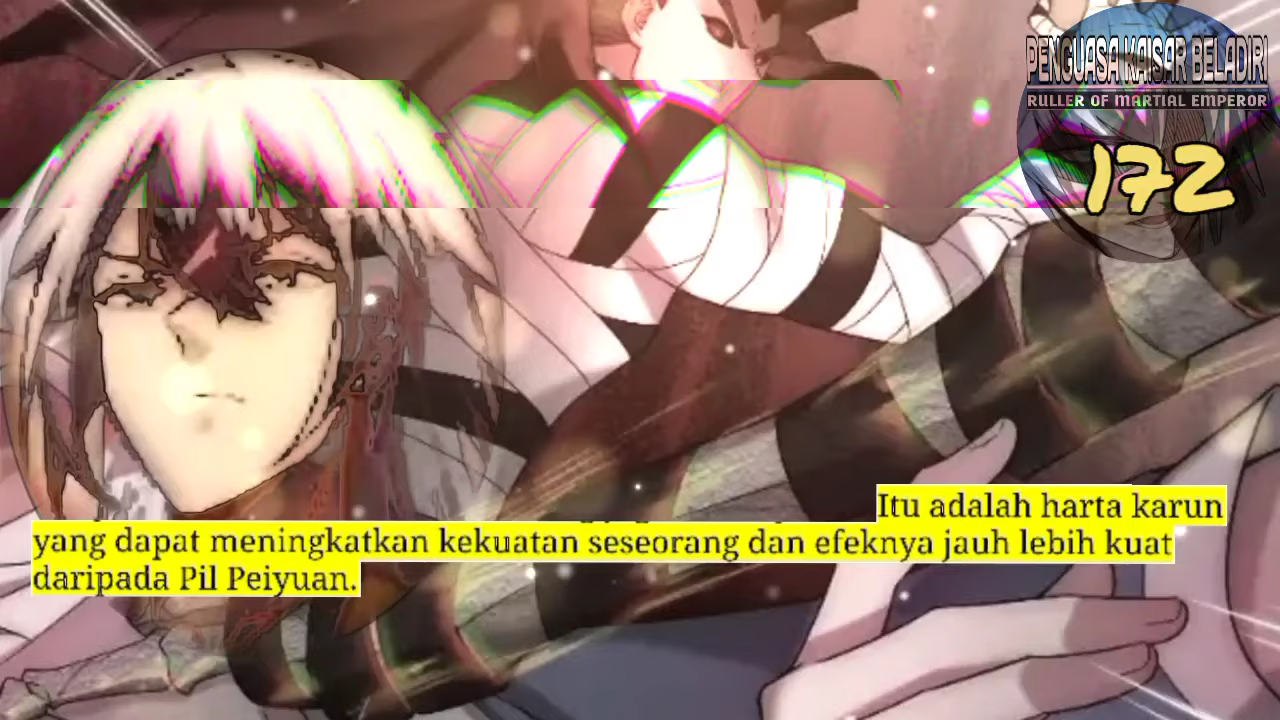 PENGUASA KAISAR BELADIRI
RULLER OF MARTIAL EMPEROR
172
Itu adalah harta karun
yang dapat meningkatkan kekuatan seseorang dan efeknya jauh lebih kuat
daripada Pil Peiyuan.